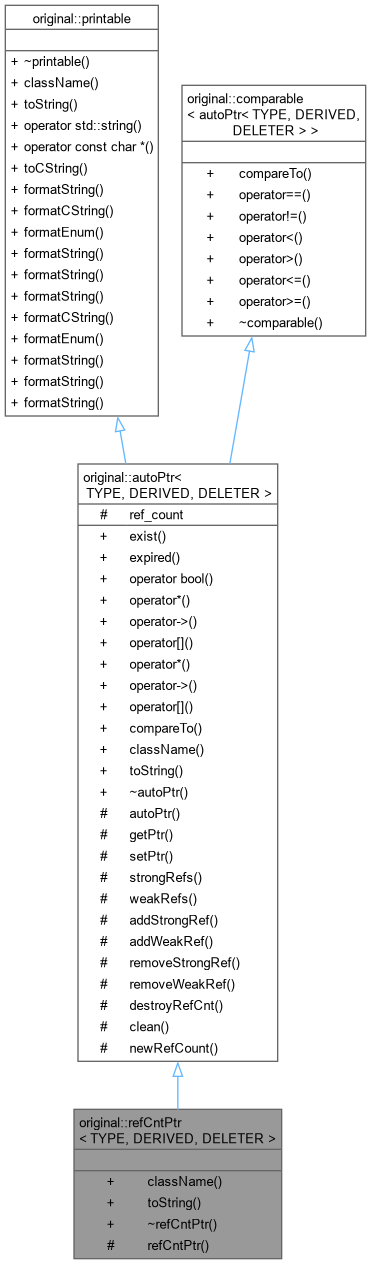 original::printable
+ ~printable()
+ className()
+ toString()
+ operator std::string()
+ operator const char *()
+ toCString()
+ formatString()
+ formatCString()
+ formatEnum()
+ formatString()
+ formatString()
+ formatString()
+ formatCString()
+ formatEnum()
+ formatString()
+ formatString()
+ formatString()
original::comparable
< autoPtr< TYPE, DERIVED,
DELETER > >
+ compareTo()
+ operator==()
+ operator!=()
+ operator<()
+ operator>()
+ operator<=()
+ operator>=()
+ ~comparable()
original::autoPtr<
TYPE, DERIVED, DELETER >
# ref_count
+ exist()
+ expired()
+ operator bool()
+ operator*()
+ operator->()
+ operator[]()
+ operator*()
+ operator->()
+ operator[]()
+ compareTo()
+ className()
+ toString()
+ ~autoPtr()
# autoPtr()
# getPtr()
# setPtr()
# strongRefs()
# weakRefs()
# addStrongRef()
# addWeakRef()
# removeStrongRef()
# removeWeakRef()
# destroyRefCnt()
# clean()
# newRefCount()
original::refCntPtr
< TYPE, DERIVED, DELETER >
+ className()
+ toString()
+ ~refCntPtr()
# refCntPtr()